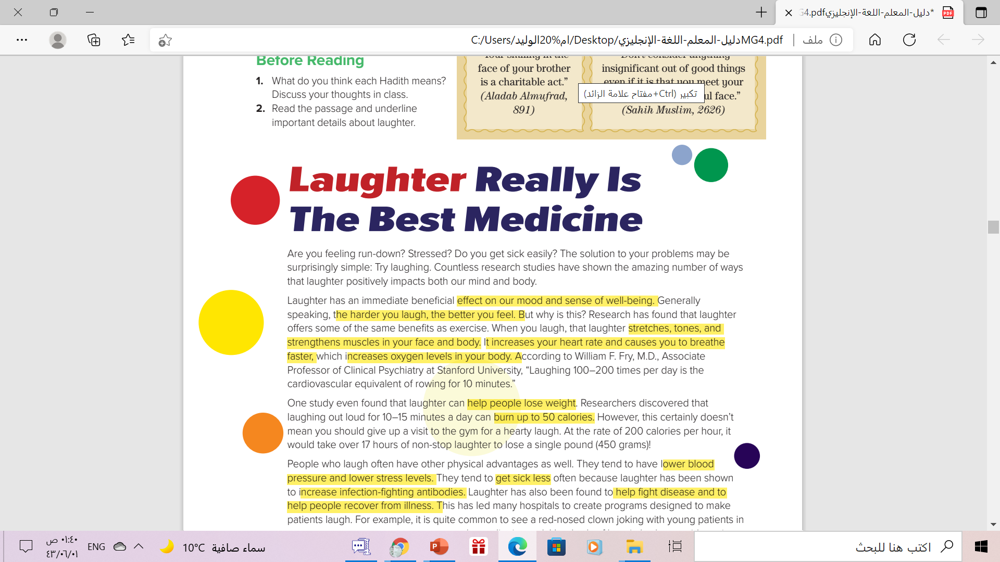 *دليل-المعلم-اللغة-الإنجليزيG4.pdf
C:/Users/ام%20الوليد/Desktop/دليل-المعلم-اللغة-الإنجليزيMG4.pdf
ملف
Before Reading
1. What do you think each Hadith means?
Discuss your thoughts in class.
2. Read the passage and underline
important details about laughter.
"Your smiling in the
face of your brother
is a charitable act."
(Aladab Almufrad,
891)
"Don't consider anything
insignificant out of good things
even if it is that you meet your
ul face."
(Sahih Muslim, 2626)
تكبير (Ctrl+مفتاح علامة الزائد)
Laughter Really Is
The Best Medicine
Are you feeling run-down? Stressed? Do you get sick easily? The solution to your problems may be
surprisingly simple: Try laughing. Countless research studies have shown the amazing number of ways
that laughter positively impacts both our mind and body.
Laughter has an immediate beneficial effect on our mood and sense of well-being. Generally
speaking, the harder you laugh, the better you feel. But why is this? Research has found that laughter
offers some of the same benefits as exercise. When you laugh, that laughter stretches, tones, and
strengthens muscles in your face and body. It increases your heart rate and causes you to breathe
faster, which increases oxygen levels in your body. According to William F. Fry, M.D., Associate
Professor of Clinical Psychiatry at Stanford University, “Laughing 100–200 times per day is the
cardiovascular equivalent of rowing for 10 minutes.”
One study even found that laughter can help people lose weight. Researchers discovered that
laughing out loud for 10–15 minutes a day can burn up to 50 calories. However, this certainly doesn’t
mean you should give up a visit to the gym for a hearty laugh. At the rate of 200 calories per hour, it
would take over 17 hours of non-stop laughter to lose a single pound (450 grams)!
People who laugh often have other physical advantages as well. They tend to have lower blood
pressure and lower stress levels. They tend to get sick less often because laughter has been shown
to increase infection-fighting antibodies. Laughter has also been found to help fight disease and to
help people recover from illness. This has led many hospitals to create programs designed to make
patients laugh. For example, it is quite common to see a red-nosed clown joking with young patients in
٠١:٤٠ ص
٤٣/٠٦/٠١
ENG
10°C سماء صافية
اكتب هنا للبحث